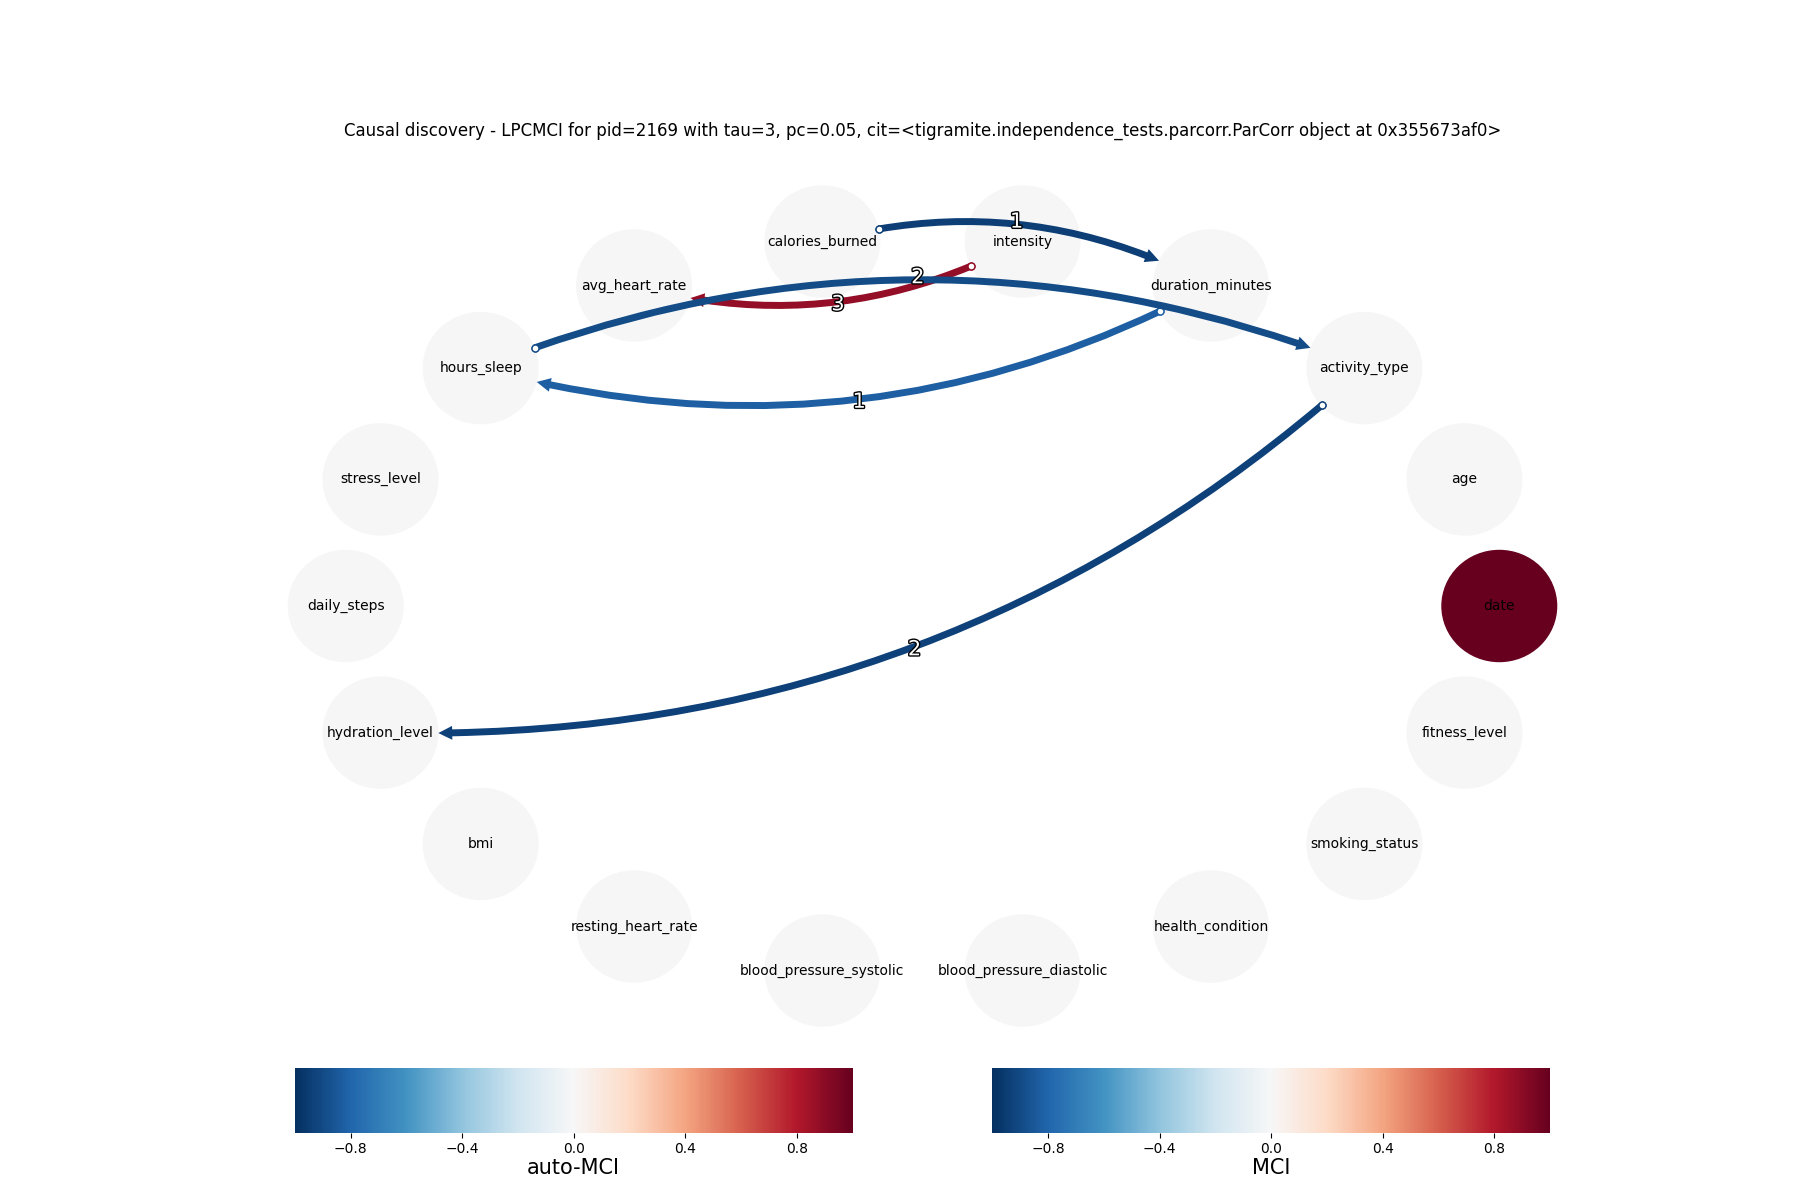 Causal discovery - LPCMCI for pid=2169 with tau=3, pc=0.05, cit=<tigramite.independence_tests.parcorr.ParCorr object at 0x355673af0>
1
calories_burned
intensity
2
avg_heart_rate
duration_minutes
3
hours_sleep
activity_type
1
stress_level
age
daily_steps
date
2
hydration_level
fitness_level
bmi
smoking_status
resting_heart_rate
health_condition
blood_pressure_systolic
blood_pressure_diastolic
−0.8 −0.4 0.0 0.4 0.8
auto-MCI
−0.8 −0.4 0.0 0.4 0.8
MCI